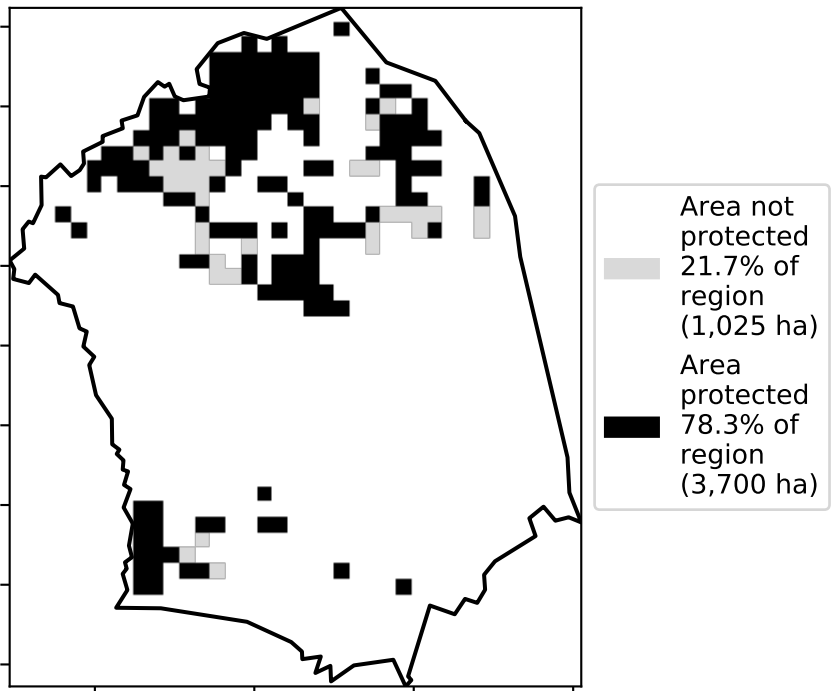 Area not
protected
21.7% of
region
(1,025 ha)
Area
protected
78.3% of
region
(3,700 ha)